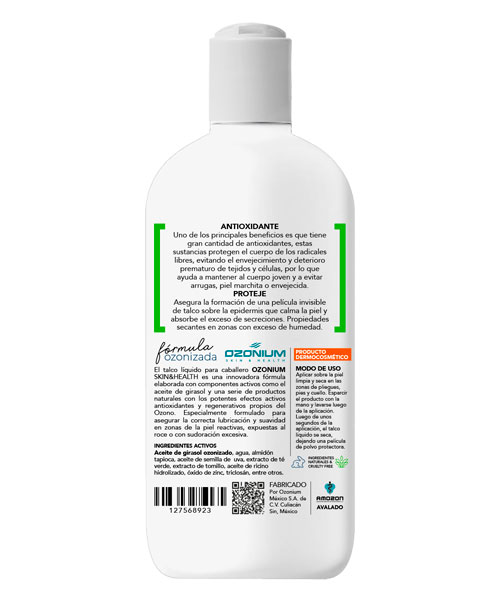 ANTIOXIDANTE
Uno de los principales beneficios es que tiene
gran cantidad de antioxidantes, estas
sustancias protegen el cuerpo de los radicales
libres, evitando el envejecimiento y deterioro
prematuro de tejidos y células, por lo que
ayuda a mantener al cuerpo joven y a evitar
arrugas, piel marchita o envejecida.
PROTEJE
Asegura la formación de una película invisible
de talco sobre la epidermis que calma la piel y
absorbe el exceso de secreciones. Propiedades
secantes en zonas con exceso de humedad.
fórmula
ozonizada
OZONIUM
SKIN & HEALTH
El talco líquido para caballero OZONIUM
SKIN&HEALTH es una innovadora fórmula
elaborada con componentes activos como el
aceite de girasol y una serie de productos
naturales con los potentes efectos activos
antioxidantes y regenerativos propios del
Ozono. Especialmente formulado para
asegurar la correcta lubricación y suavidad
en zonas de la piel reactivas, expuestas al
roce o con sudoración excesiva.
INGREDIENTES ACTIVOS
Aceite de girasol ozonizado, agua, almidón
tapioca, aceite de semilla de uva, extracto de té
verde, extracto de tomillo, aceite de ricino
hidrolizado, óxido de zinc, triclosán, entre otros.
PRODUCTO
DERMOCOSMÉTICO
MODO DE USO
Aplicar sobre la piel
limpia y seca en las
zonas de pliegues,
pies y cuello. Esparcir
el producto con la
mano y lavarse luego
de la aplicación.
Luego de unos
segundos de la
aplicación, al talco
líquido se seca,
dejando una película
de polvo protectora.
INGREDIENTES
NATURALES &
CRUELTY FREE
127568923
FABRICADO
Por Ozonium
México S.A. de
C.V. Culiacán
Sin, México
AMOZON
AVALADO